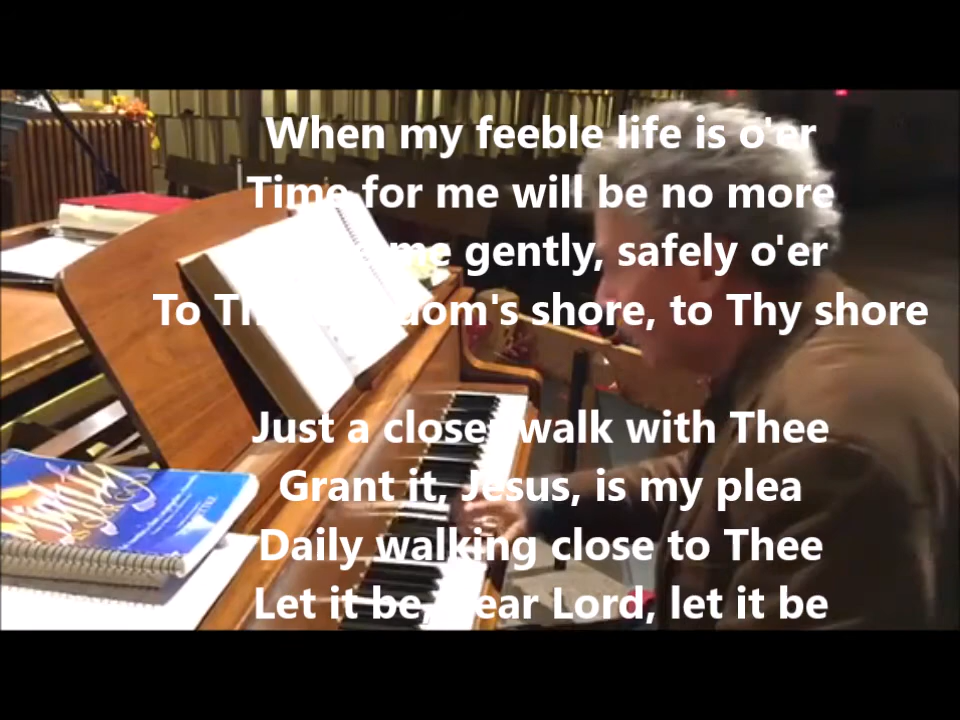 When my feeble life is o'er
Time for me will be no more
me gently, safely o'er
To Thy kingdom's shore, to Thy shore
Just a closer walk with Thee
Grant it, Jesus, is my plea
Daily walking close to Thee
Let it be, dear Lord, let it be